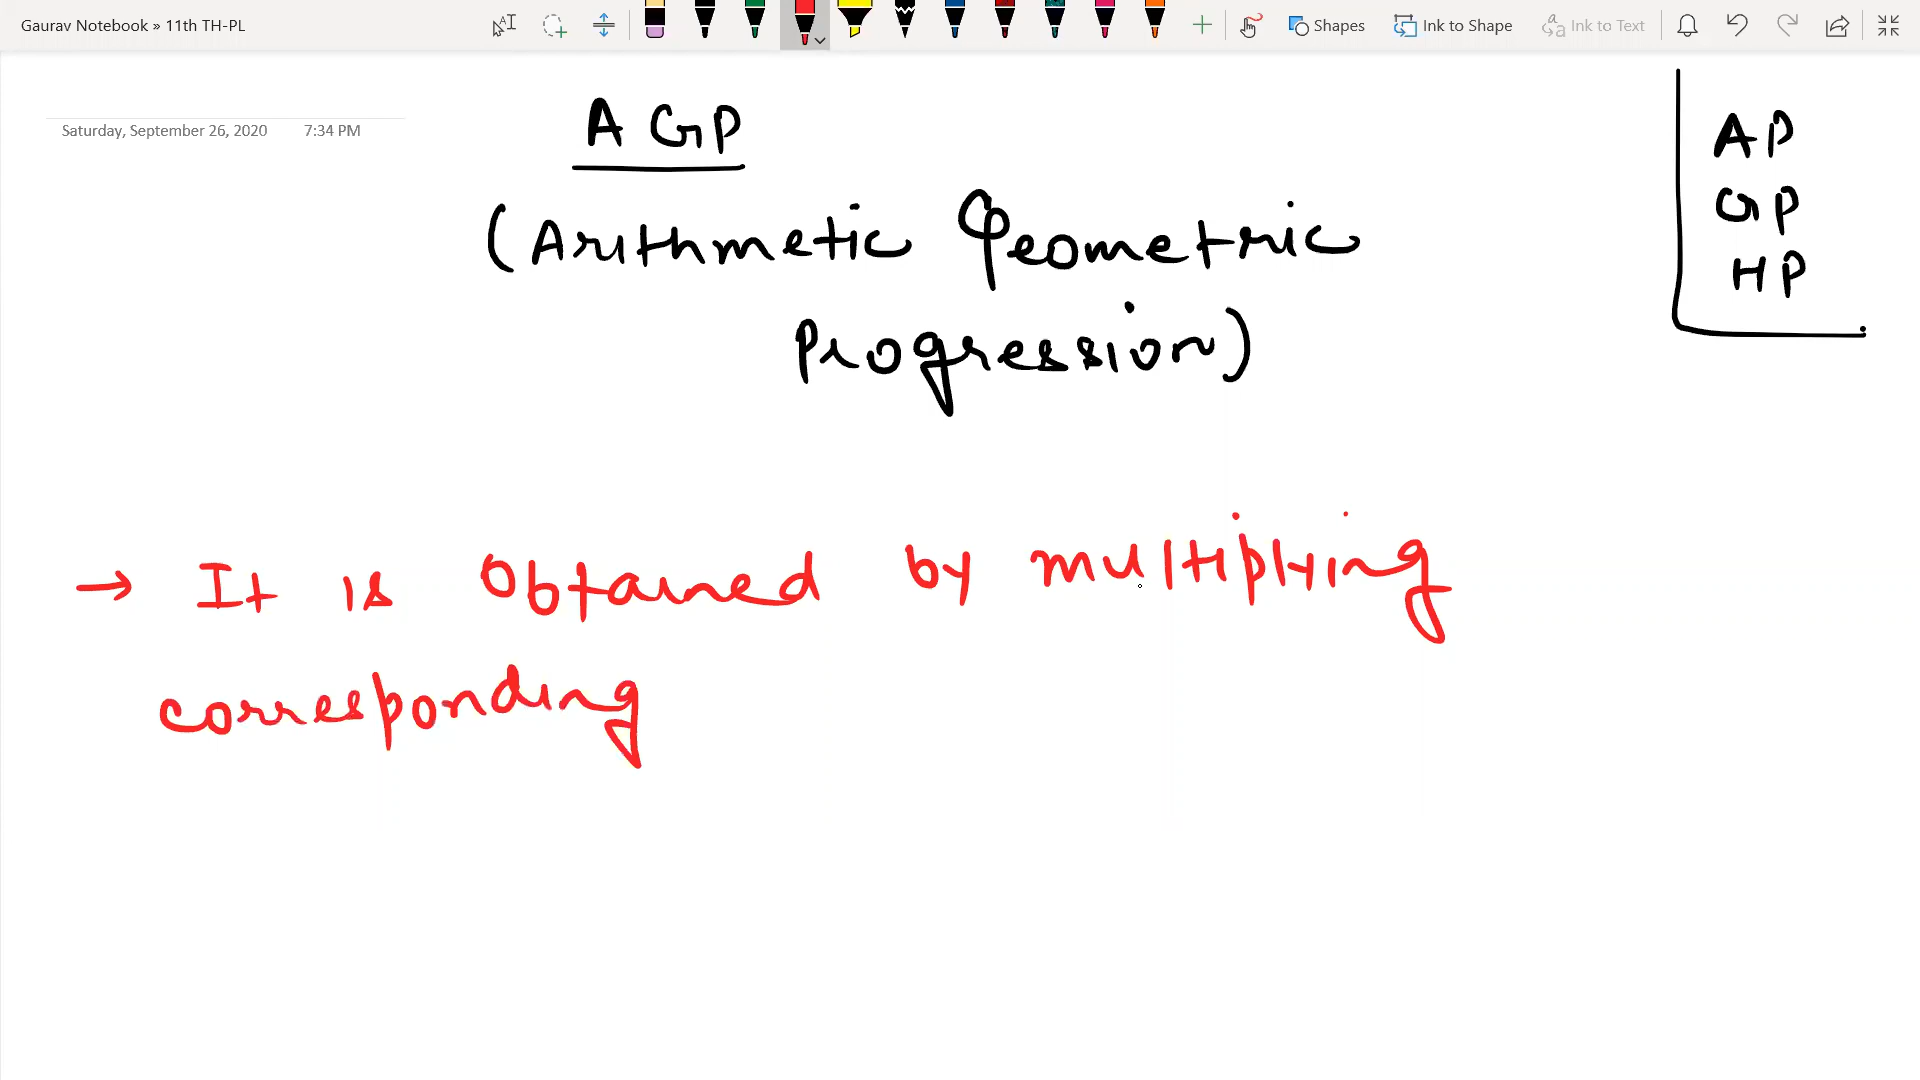 Gaurav Notebook » 11th TH-PL
Shapes
Ink to Shape
Ink to Text
Saturday, September 26, 2020 7:34 PM
AGP
(Arithmetic Geometric
Progression)
AP
GP
HP
→ It is Obtained by multiplying
corresponding